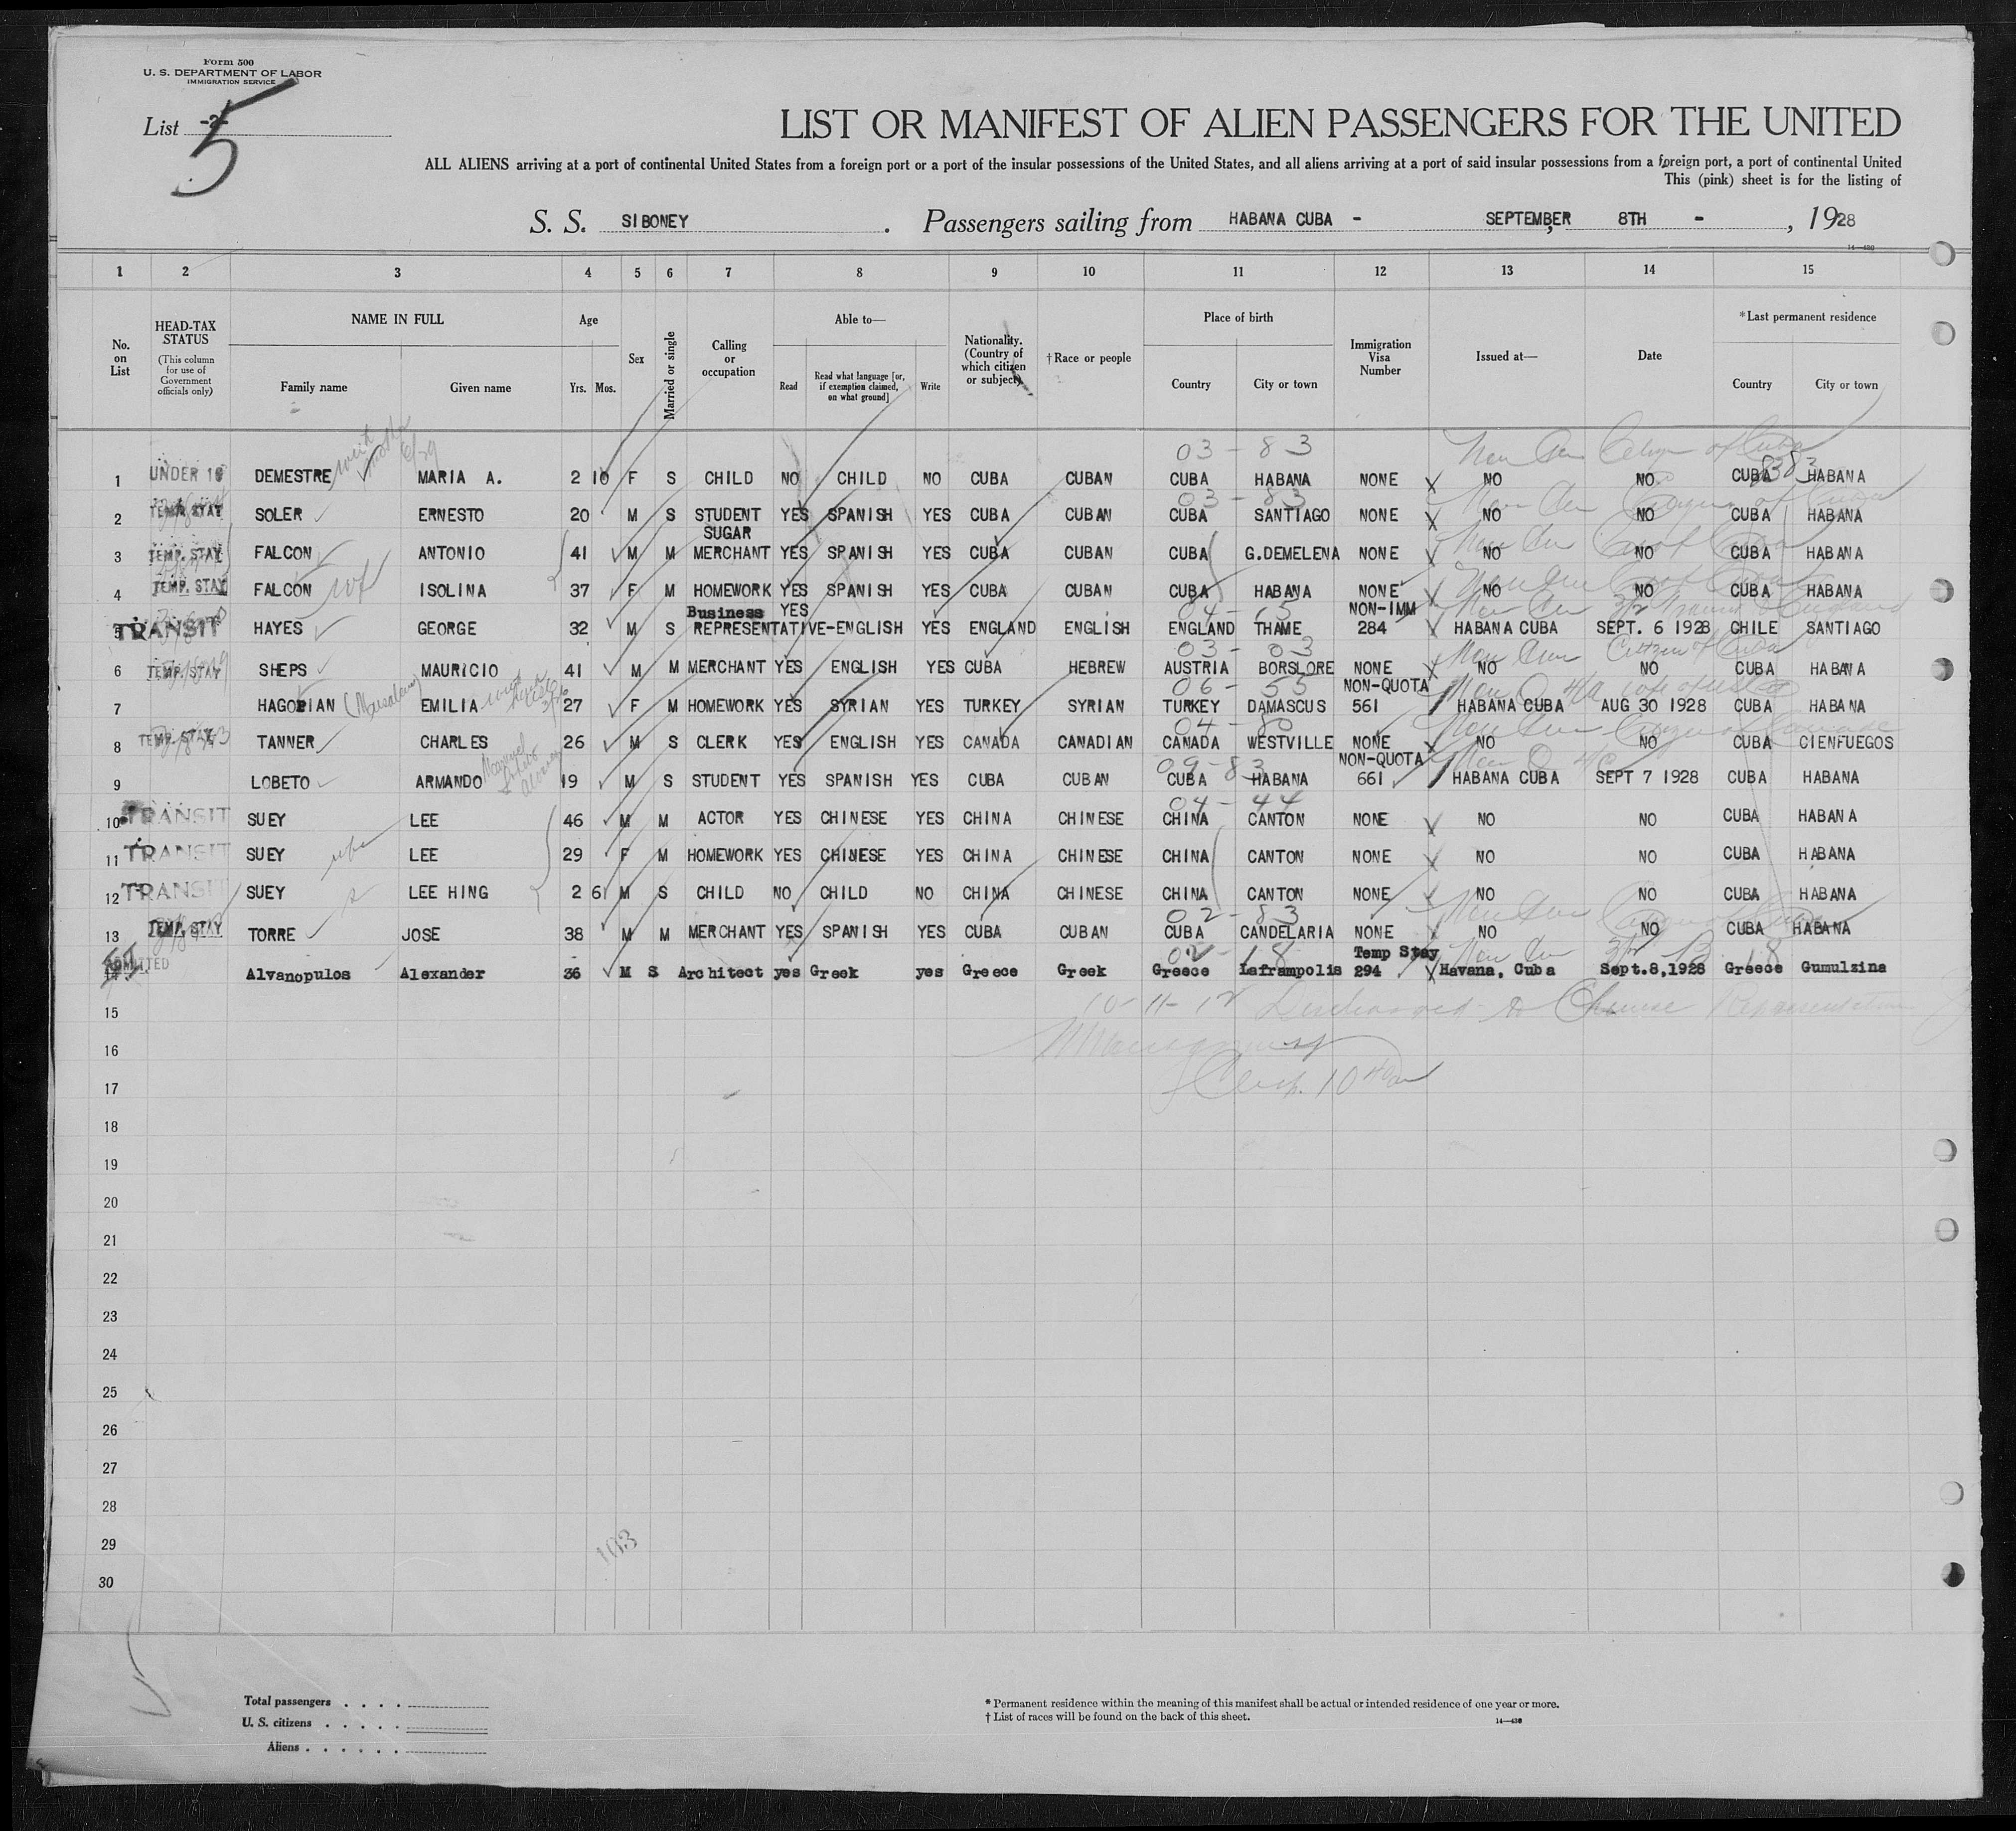 Form 500
U. S. DEPARTMENT OF LABOR
IMMIGRATION SERVICE
List -2-
5
LIST OR MANIFEST OF ALIEN PASSENGERS FOR THE UNITED
ALL ALIENS arriving at a port of continental United States from a foreign port or a port of the insular possessions of the United States, and all aliens arriving at a port of said insular possessions from a foreign port, a port of continental United
This (pink) sheet is for the listing of
S. S. SIBONEY . Passengers sailing from HABANA CUBA - SEPTEMBER, 8TH - , 1928
14—430
1 2 3 4 5 6 7 8 9 10 11 12 13 14 15
No. on List
HEAD-TAX STATUS
(This column for use of Government officials only)
NAME IN FULL
Family name Given name
Age
Yrs. Mos.
Sex
Married or single
Calling or occupation
Able to—
Read
Read what language [or, if exemption claimed, on what ground]
Write
Nationality. (Country of which citizen or subject)
† Race or people
Place of birth
Country City or town
Immigration Visa Number
Issued at—
Date
* Last permanent residence
Country City or town
with mother
03 - 83
1 UNDER 16 DEMESTRE MARIA A. 2 10 F S CHILD NO CHILD NO CUBA CUBAN CUBA HABANA NONE NO NO CUBA HABANA
03 - 83
2 TEMP. STAY SOLER ERNESTO 20 M S STUDENT YES SPANISH YES CUBA CUBAN CUBA SANTIAGO NONE NO NO CUBA HABANA
3 TEMP. STAY FALCON ANTONIO 41 M M SUGAR MERCHANT YES SPANISH YES CUBA CUBAN CUBA G.DEMELENA NONE NO NO CUBA HABANA
4 TEMP. STAY FALCON wf ISOLINA 37 F M HOMEWORK YES SPANISH YES CUBA CUBAN CUBA HABANA NONE NO NO CUBA HABANA
04 - 15
5 TRANSIT HAYES GEORGE 32 M S Business REPRESENTATIVE YES -ENGLISH YES ENGLAND ENGLISH ENGLAND THAME NON-IMM 284 HABANA CUBA SEPT. 6 1928 CHILE SANTIAGO
03 - 03 Citizen of Cuba
6 TEMP. STAY SHEPS MAURICIO 41 M M MERCHANT YES ENGLISH YES CUBA HEBREW AUSTRIA BORSLORE NONE NO NO CUBA HABANA
06 - 55
7 HAGOPIAN EMILIA 27 F M HOMEWORK YES SYRIAN YES TURKEY SYRIAN TURKEY DAMASCUS NON-QUOTA 561 HABANA CUBA AUG 30 1928 CUBA HABANA
04 - 80
8 TEMP. STAY TANNER CHARLES 26 M S CLERK YES ENGLISH YES CANADA CANADIAN CANADA WESTVILLE NONE NO NO CUBA CIENFUEGOS
09 - 83
9 LOBETO ARMANDO 19 M S STUDENT YES SPANISH YES CUBA CUBAN CUBA HABANA NON-QUOTA 661 HABANA CUBA SEPT 7 1928 CUBA HABANA
04 - 44
10 TRANSIT SUEY LEE 46 M M ACTOR YES CHINESE YES CHINA CHINESE CHINA CANTON NONE NO NO CUBA HABANA
11 TRANSIT SUEY LEE 29 F M HOMEWORK YES CHINESE YES CHINA CHINESE CHINA CANTON NONE NO NO CUBA HABANA
12 TRANSIT SUEY LEE HING 2 6 M S CHILD NO CHILD NO CHINA CHINESE CHINA CANTON NONE NO NO CUBA HABANA
02 - 83
13 TEMP. STAY TORRE JOSE 38 M M MERCHANT YES SPANISH YES CUBA CUBAN CUBA CANDELARIA NONE NO NO CUBA HABANA
02 - 18
14 ADMITTED Alvanopulos Alexander 36 M S Architect yes Greek yes Greece Greek Greece Laframpolis Temp Stay 294 Havana, Cuba Sept.8,1928 Greece Gumulzina
15 10-11-12 Discharged to Chinese
16
17
18
19
20
21
22
23
24
25
26
27
28
29
30
Total passengers . . . .
U. S. citizens . . . . .
Aliens . . . . . .
* Permanent residence within the meaning of this manifest shall be actual or intended residence of one year or more.
† List of races will be found on the back of this sheet.
14—430